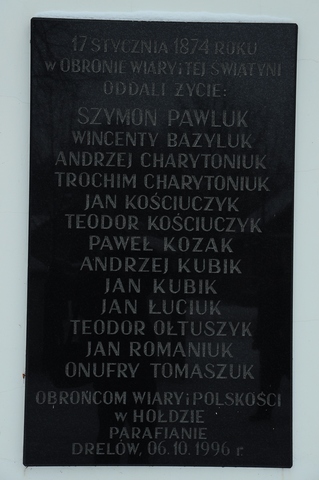 17 STYCZNIA 1874 ROKU
W OBRONIE WIARY I TEJ ŚWIĄTYNI
ODDALI ŻYCIE:
SZYMON PAWLUK
WINCENTY BAZYLUK
ANDRZEJ CHARYTONIUK
TROCHIM CHARYTONIUK
JAN KOŚCIUCZYK
TEODOR KOŚCIUCZYK
PAWEŁ KOZAK
ANDRZEJ KUBIK
JAN KUBIK
JAN ŁUCIUK
TEODOR OŁTUSZYK
JAN ROMANIUK
ONUFRY TOMASZUK
OBROŃCOM WIARY I POLSKOŚCI
W HOŁDZIE
PARAFIANIE
DRELÓW, 06.10.1996 r.